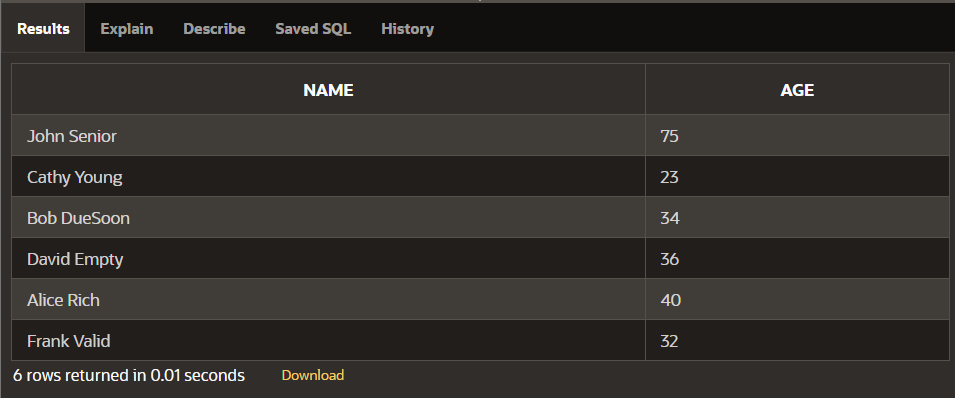 Results Explain Describe Saved SQL History
NAME AGE
John Senior 75
Cathy Young 23
Bob DueSoon 34
David Empty 36
Alice Rich 40
Frank Valid 32
6 rows returned in 0.01 seconds Download